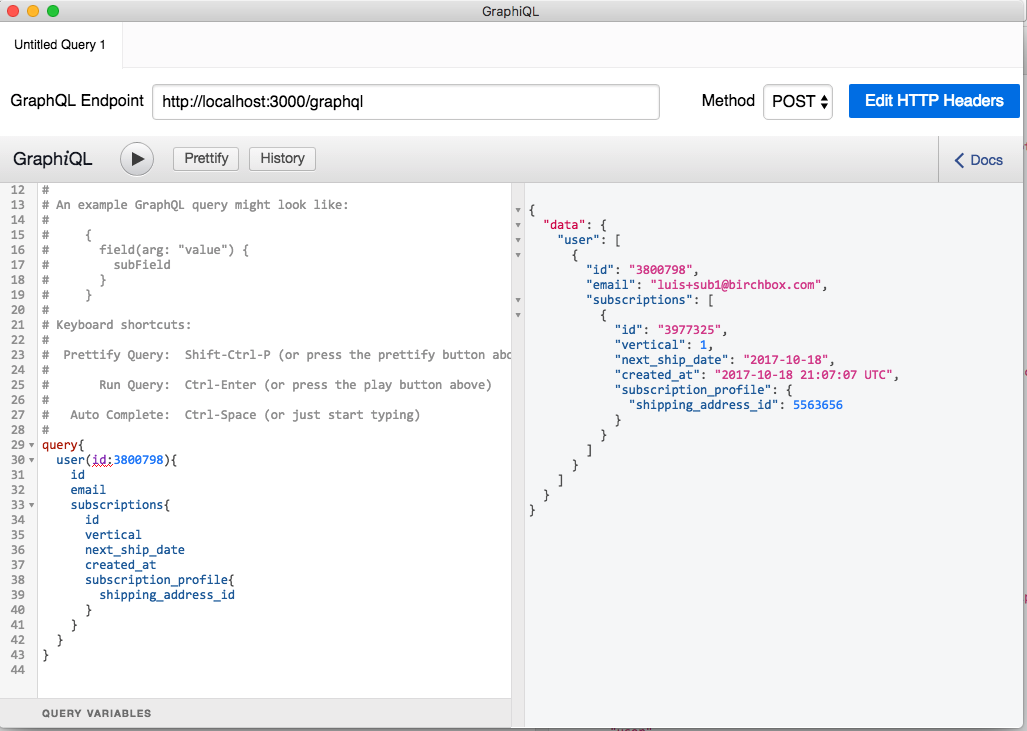 GraphiQL
Untitled Query 1
GraphQL Endpoint http://localhost:3000/graphql Method POST Edit HTTP Headers
GraphiQL Prettify History Docs
12 #
13 # An example GraphQL query might look like:
14 #
15 #     {
16 #       field(arg: "value") {
17 #         subField
18 #       }
19 #     }
20 #
21 # Keyboard shortcuts:
22 #
23 #  Prettify Query:  Shift-Ctrl-P (or press the prettify button abo
24 #
25 #       Run Query:  Ctrl-Enter (or press the play button above)
26 #
27 #   Auto Complete:  Ctrl-Space (or just start typing)
28 #
29 query{
30   user(id:3800798){
31     id
32     email
33     subscriptions{
34       id
35       vertical
36       next_ship_date
37       created_at
38       subscription_profile{
39         shipping_address_id
40       }
41     }
42   }
43 }
44
QUERY VARIABLES
{
  "data": {
    "user": [
      {
        "id": "3800798",
        "email": "luis+sub1@birchbox.com",
        "subscriptions": [
          {
            "id": "3977325",
            "vertical": 1,
            "next_ship_date": "2017-10-18",
            "created_at": "2017-10-18 21:07:07 UTC",
            "subscription_profile": {
              "shipping_address_id": 5563656
            }
          }
        ]
      }
    ]
  }
}